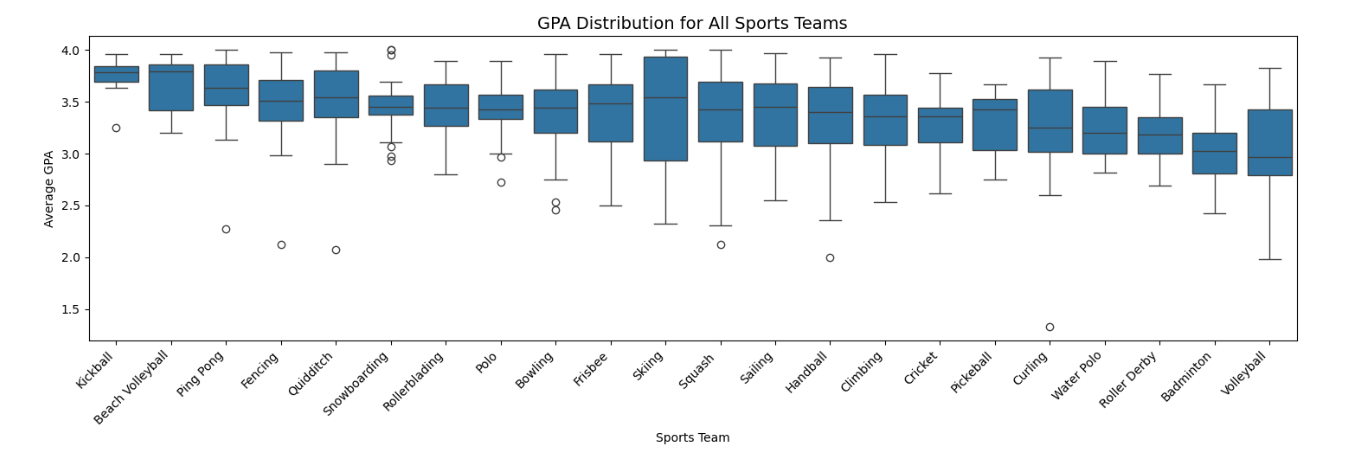 GPA Distribution for All Sports Teams
Average GPA
4.0
3.5
3.0
2.5
2.0
1.5
Kickball
Beach Volleyball
Ping Pong
Fencing
Quidditch
Snowboarding
Rollerblading
Polo
Bowling
Frisbee
Skiing
Squash
Sailing
Handball
Climbing
Cricket
Pickeball
Curling
Water Polo
Roller Derby
Badminton
Volleyball
Sports Team